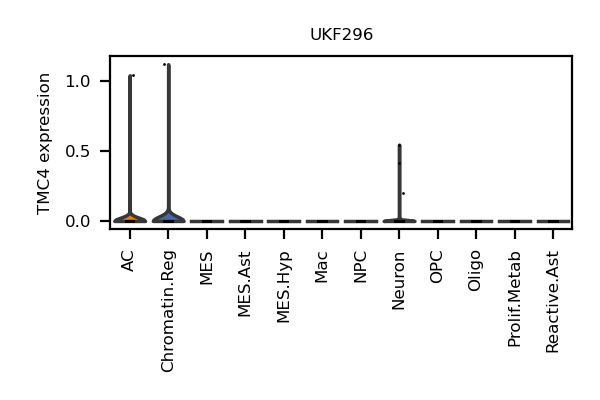 UKF296
TMC4 expression
1.0
0.5
0.0
AC
Chromatin.Reg
MES
MES.Ast
MES.Hyp
Mac
NPC
Neuron
OPC
Oligo
Prolif.Metab
Reactive.Ast